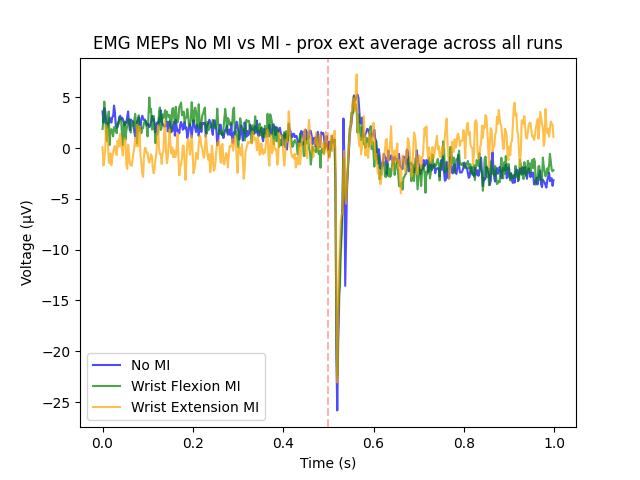 EMG MEPs No MI vs MI - prox ext average across all runs
Voltage (μV)
5
0
−5
−10
−15
−20
−25
No MI
Wrist Flexion MI
Wrist Extension MI
0.0
0.2
0.4
0.6
0.8
1.0
Time (s)